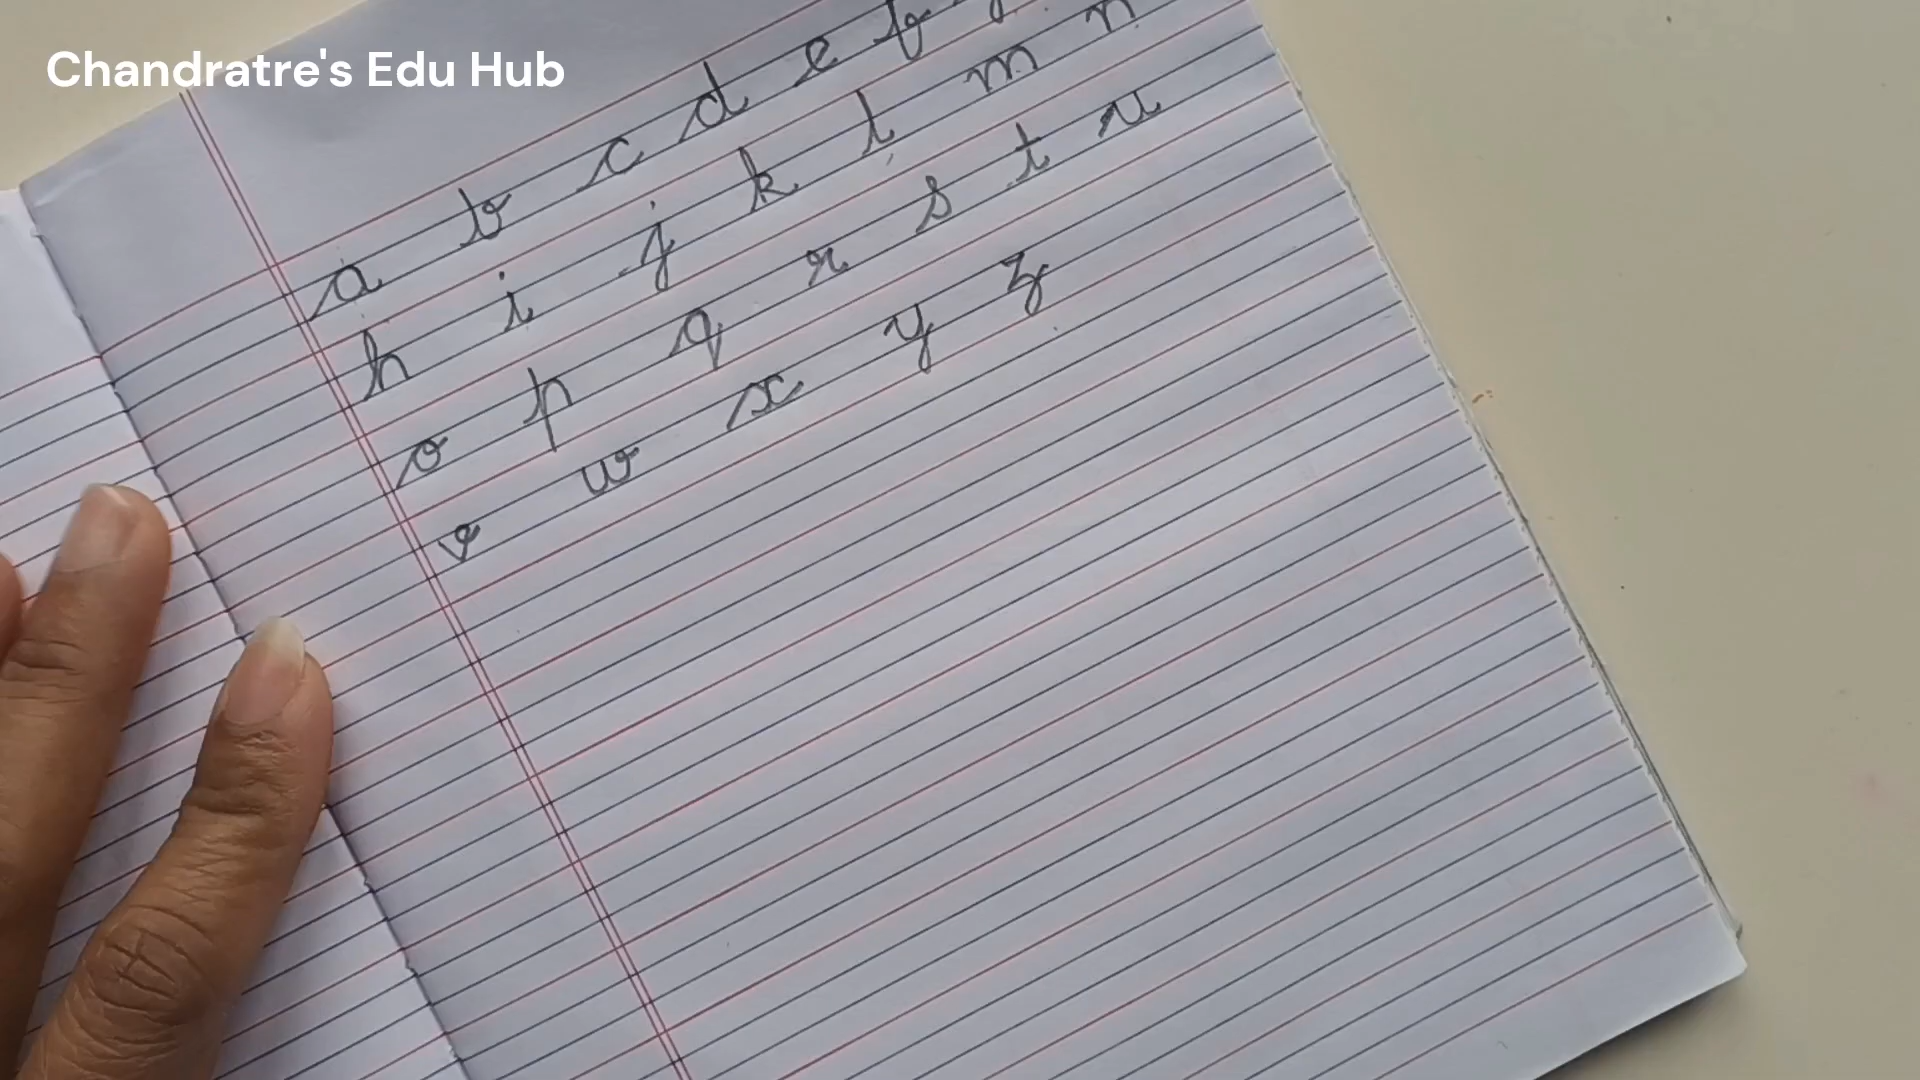 Chandratre's Edu Hub
a b c d e f
h i j k l m n
o p q r s t u
v w x y z